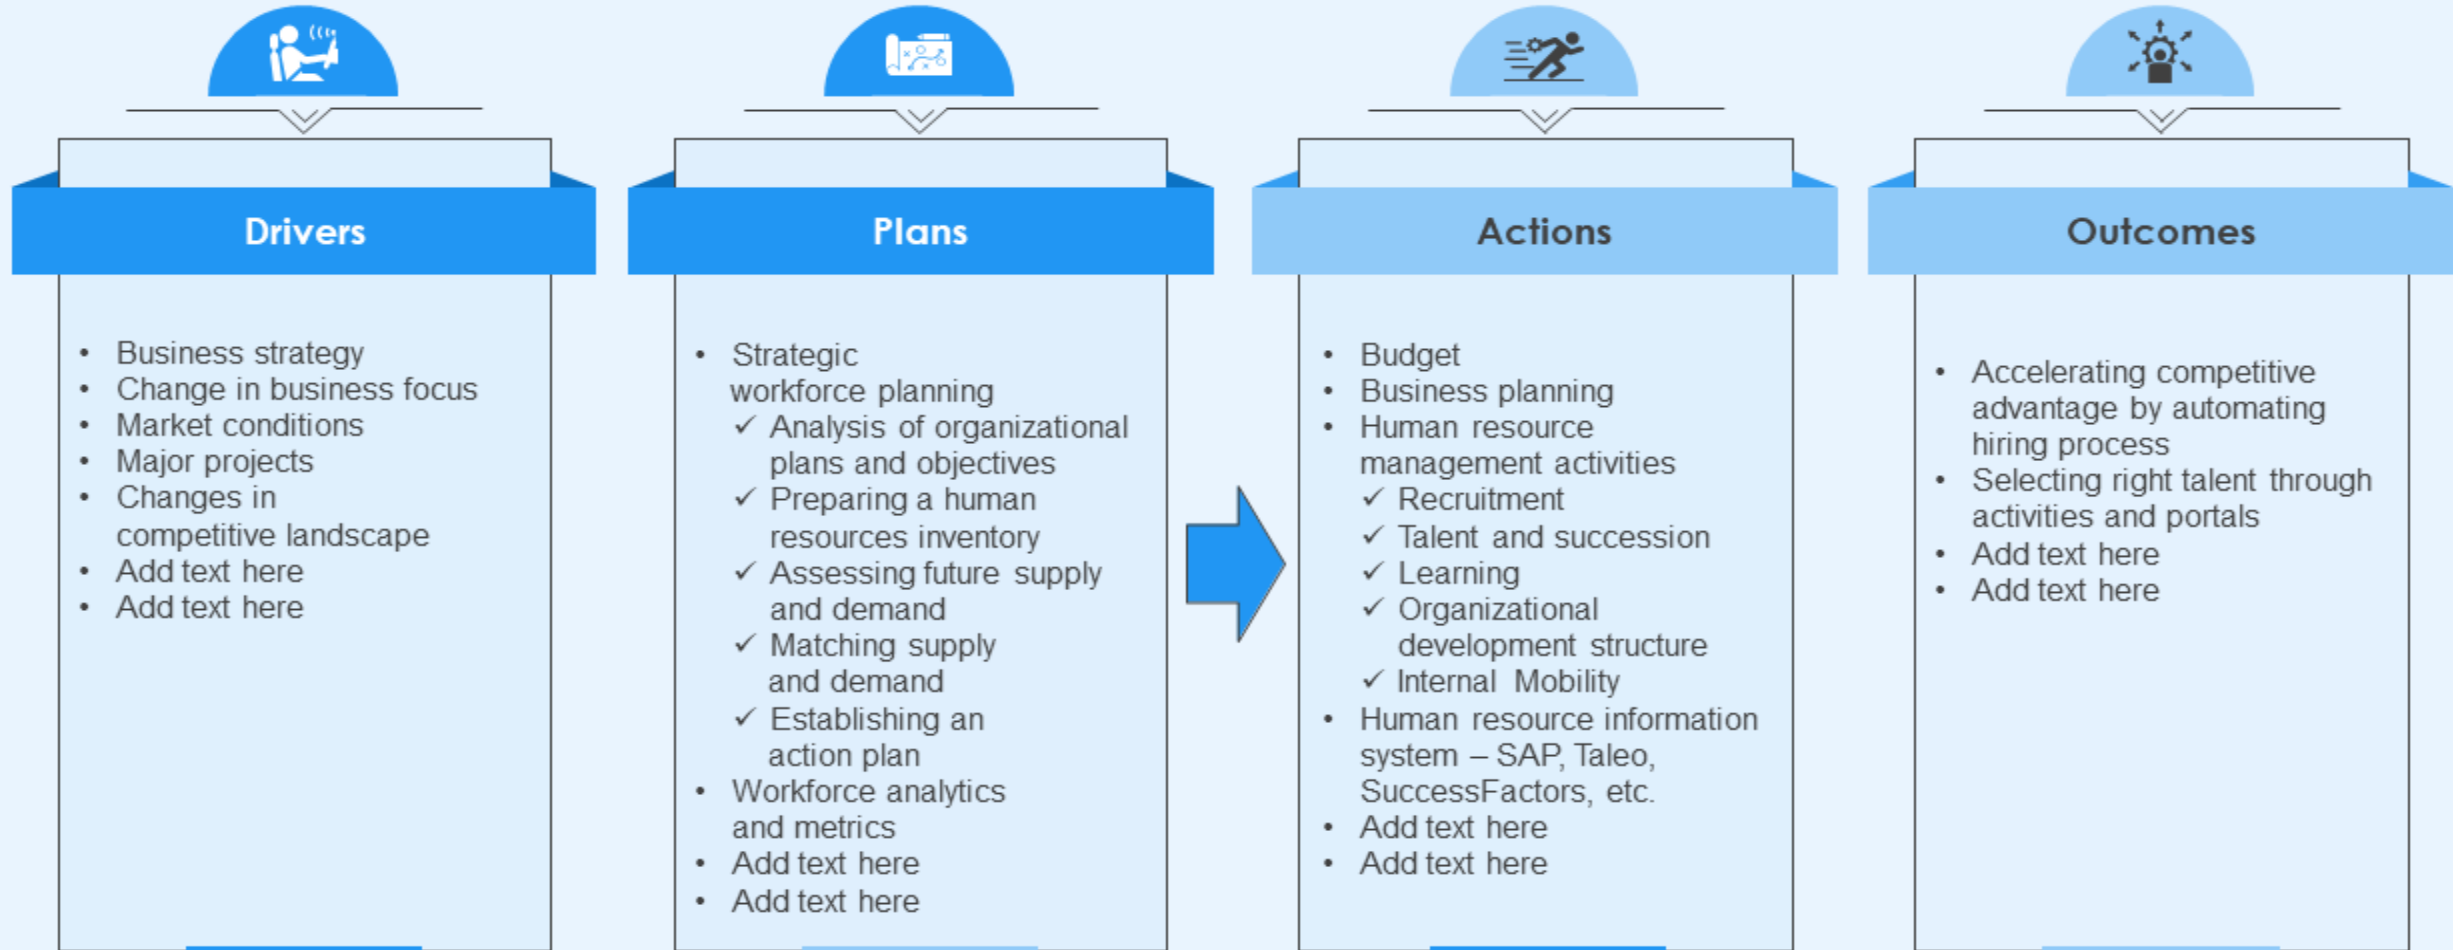 Drivers
• Business strategy
• Change in business focus
• Market conditions
• Major projects
• Changes in
competitive landscape
• Add text here
• Add text here
Plans
• Strategic
workforce planning
✓ Analysis of organizational
plans and objectives
✓ Preparing a human
resources inventory
✓ Assessing future supply
and demand
✓ Matching supply
and demand
✓ Establishing an
action plan
• Workforce analytics
and metrics
• Add text here
• Add text here
Actions
• Budget
• Business planning
• Human resource
management activities
✓ Recruitment
✓ Talent and succession
✓ Learning
✓ Organizational
development structure
✓ Internal Mobility
• Human resource information
system – SAP, Taleo,
SuccessFactors, etc.
• Add text here
• Add text here
Outcomes
• Accelerating competitive
advantage by automating
hiring process
• Selecting right talent through
activities and portals
• Add text here
• Add text here